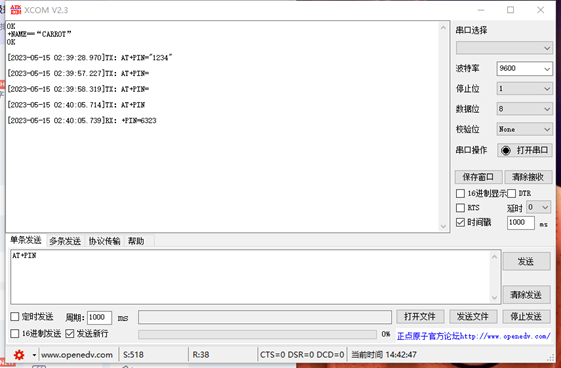 XCOM V2.3
OK
+NAME=“CARROT”
OK
[2023-05-15 02:39:28.970]TX: AT+PIN="1234"
[2023-05-15 02:39:57.227]TX: AT+PIN=
[2023-05-15 02:39:58.319]TX: AT+PIN=
[2023-05-15 02:40:05.714]TX: AT+PIN
[2023-05-15 02:40:05.739]RX: +PIN=6323
串口选择
波特率 9600
停止位 1
数据位 8
校验位 None
串口操作 打开串口
保存窗口 清除接收
16进制显示 DTR
RTS 延时 0
时间戳 1000 ms
单条发送 多条发送 协议传输 帮助
AT+PIN
发送
清除发送
定时发送 周期: 1000 ms 打开文件 发送文件 停止发送
16进制发送 发送新行 0% 正点原子官方论坛http://www.openedv.com/
www.openedv.com S:518 R:38 CTS=0 DSR=0 DCD=0 当前时间 14:42:47